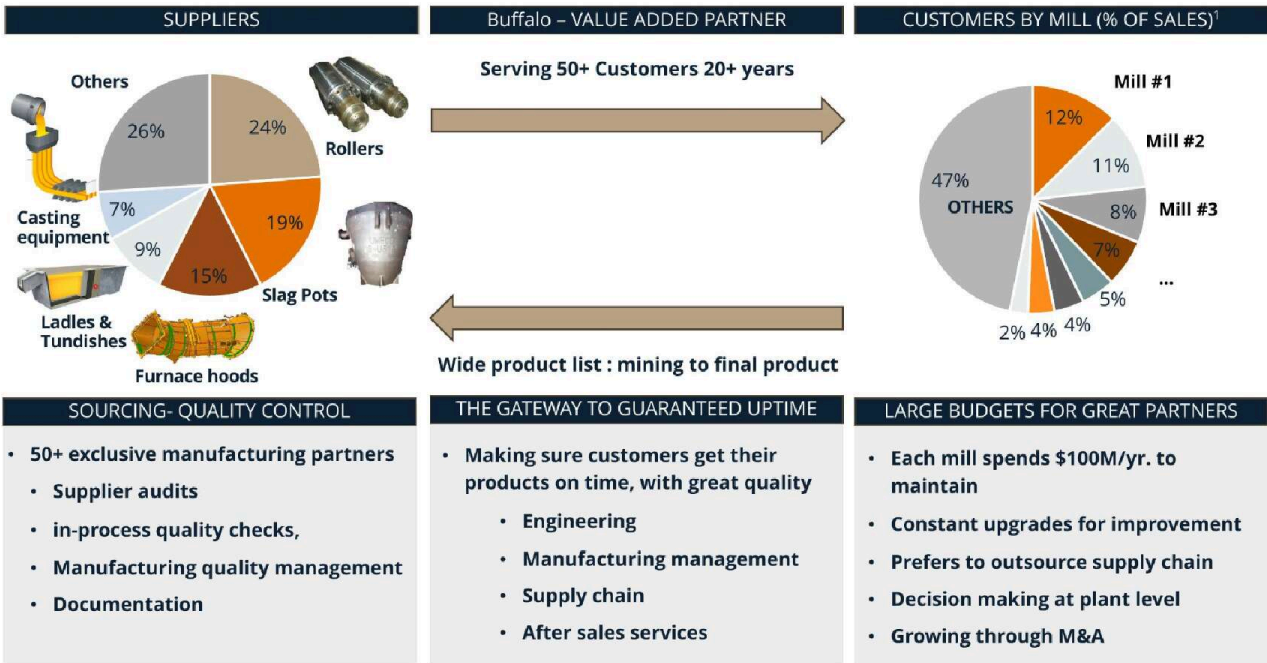 SUPPLIERS
Others
26%
24%
Rollers
7%
19%
Casting
equipment
9%
15%
Slag Pots
Ladles &
Tundishes
Furnace hoods
Buffalo – VALUE ADDED PARTNER
Serving 50+ Customers 20+ years
Wide product list : mining to final product
CUSTOMERS BY MILL (% OF SALES)¹
Mill #1
12%
Mill #2
11%
47%
OTHERS
8%
Mill #3
7%
...
5%
4%
4%
2%
SOURCING- QUALITY CONTROL
• 50+ exclusive manufacturing partners
• Supplier audits
• in-process quality checks,
• Manufacturing quality management
• Documentation
THE GATEWAY TO GUARANTEED UPTIME
• Making sure customers get their
products on time, with great quality
• Engineering
• Manufacturing management
• Supply chain
• After sales services
LARGE BUDGETS FOR GREAT PARTNERS
• Each mill spends $100M/yr. to
maintain
• Constant upgrades for improvement
• Prefers to outsource supply chain
• Decision making at plant level
• Growing through M&A